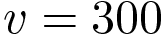 v = 300